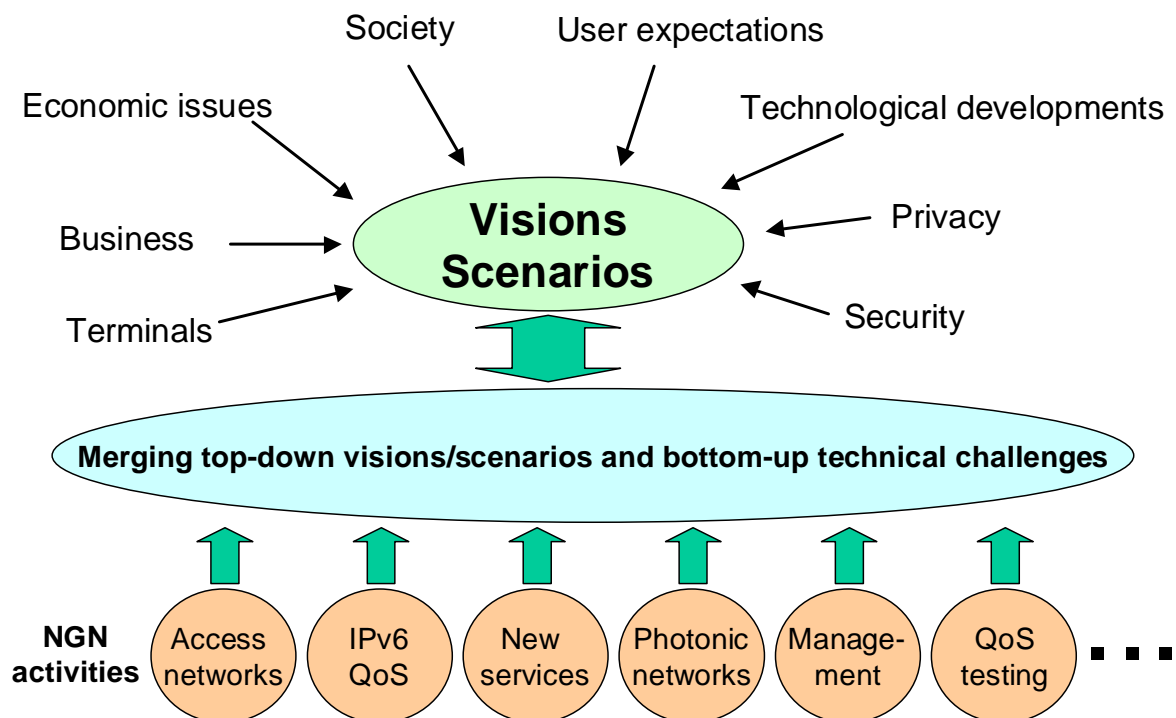 Society
User expectations
Economic issues
Technological developments
Visions
Scenarios
Business
Privacy
Terminals
Security
Merging top-down visions/scenarios and bottom-up technical challenges
NGN
activities
Access
networks
IPv6
QoS
New
services
Photonic
networks
Manage-
ment
QoS
testing